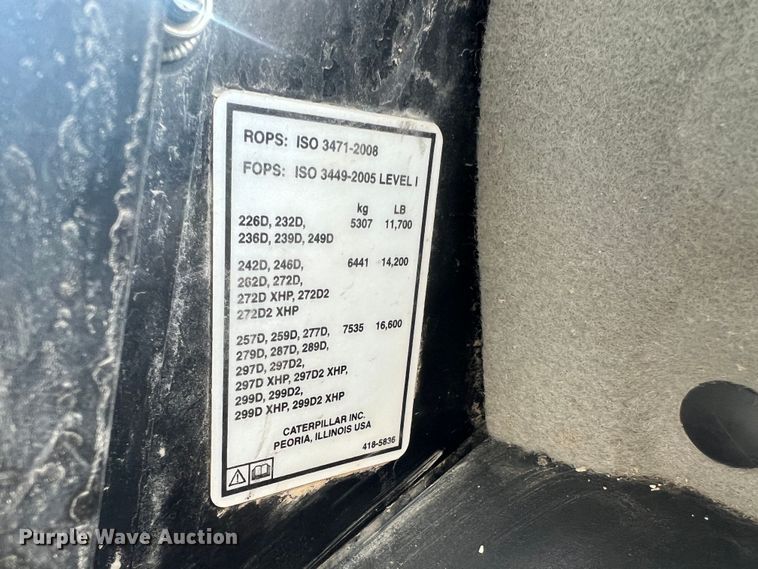 ROPS: ISO 3471-2008
FOPS: ISO 3449-2005 LEVEL I
kg LB
226D, 232D, 5307 11,700
236D, 239D, 249D
242D, 246D, 6441 14,200
262D, 272D,
272D XHP, 272D2
272D2 XHP
257D, 259D, 277D, 7535 16,600
279D, 287D, 289D,
297D, 297D2,
297D XHP, 297D2 XHP,
299D, 299D2,
299D XHP, 299D2 XHP
CATERPILLAR INC.
PEORIA, ILLINOIS USA
418-5836
Purple Wave Auction